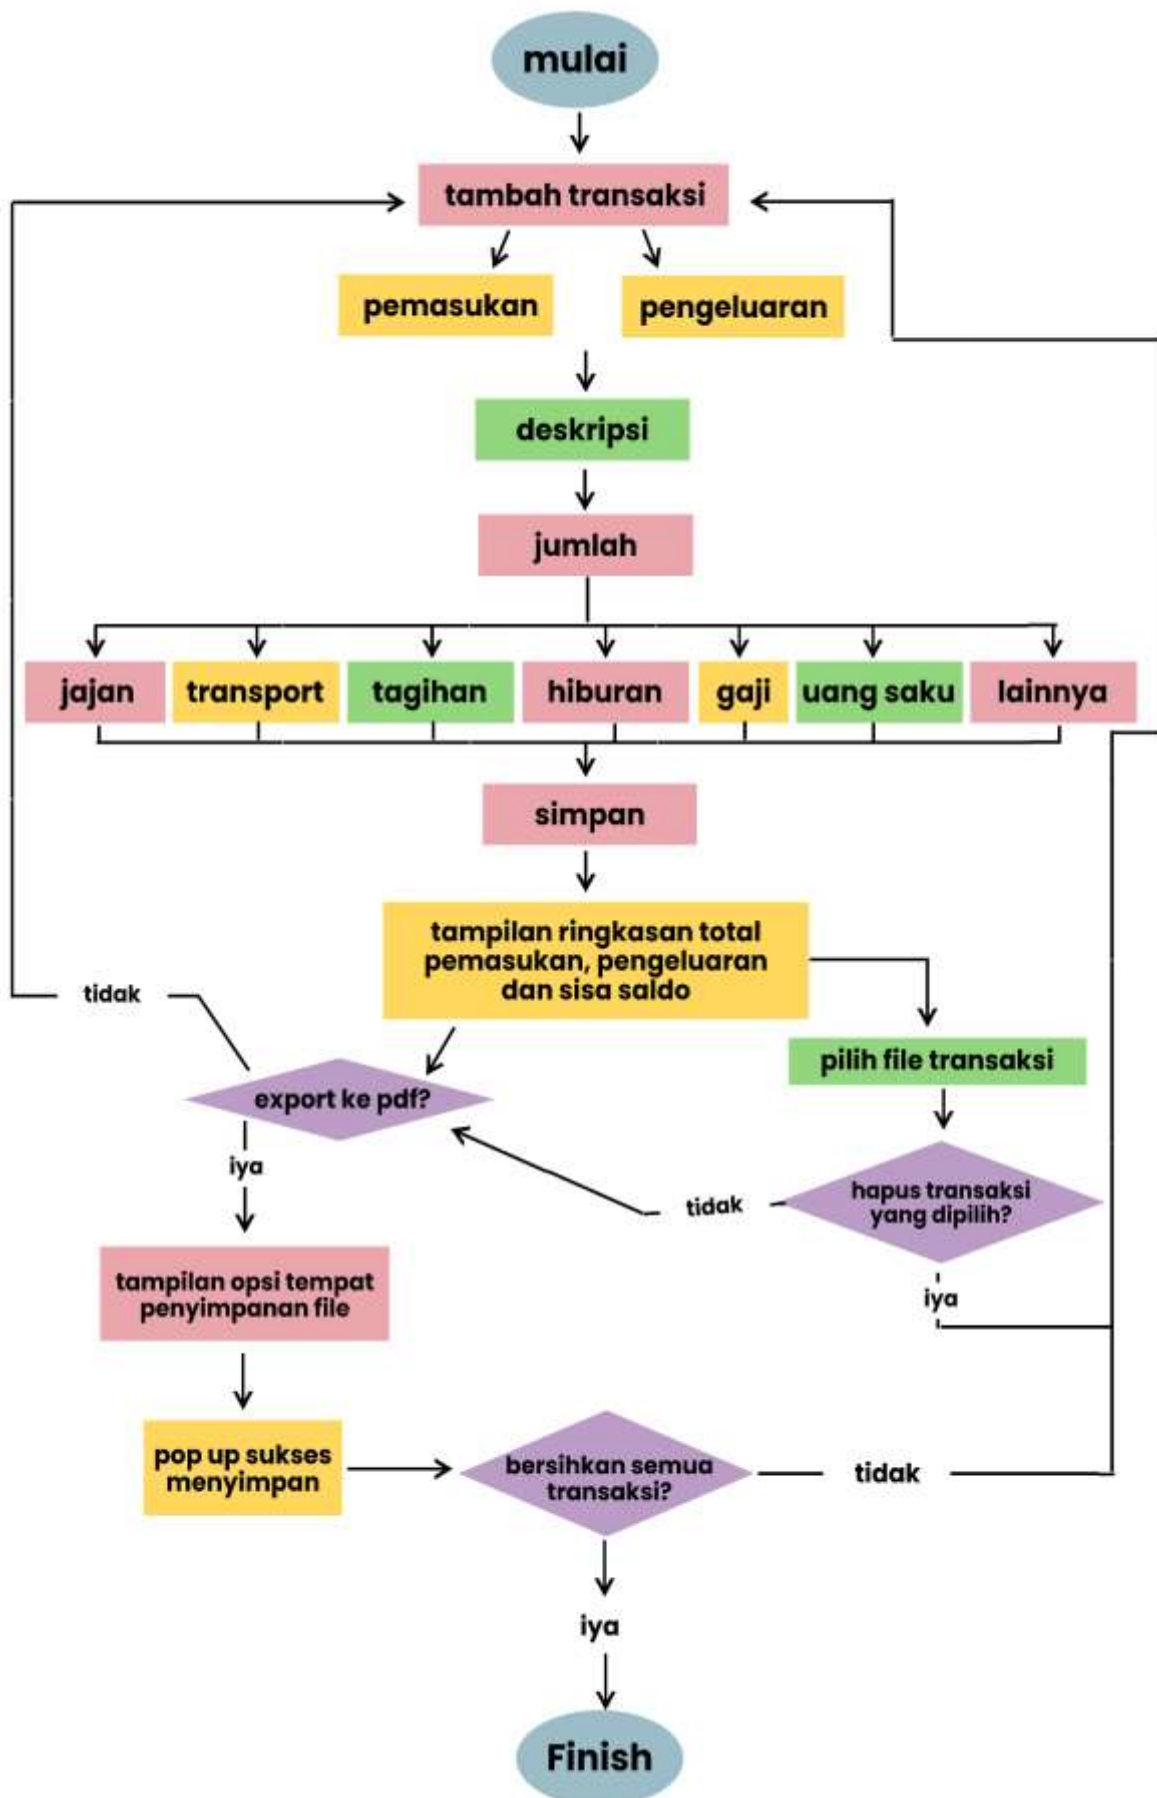 mulai
tambah transaksi
pemasukan
pengeluaran
deskripsi
jumlah
jajan
transport
tagihan
hiburan
gaji
uang saku
lainnya
simpan
tampilan ringkasan total
pemasukan, pengeluaran
dan sisa saldo
tidak
pilih file transaksi
export ke pdf?
iya
tidak
hapus transaksi
yang dipilih?
iya
tampilan opsi tempat
penyimpanan file
pop up sukses
menyimpan
bersihkan semua
transaksi?
tidak
iya
Finish